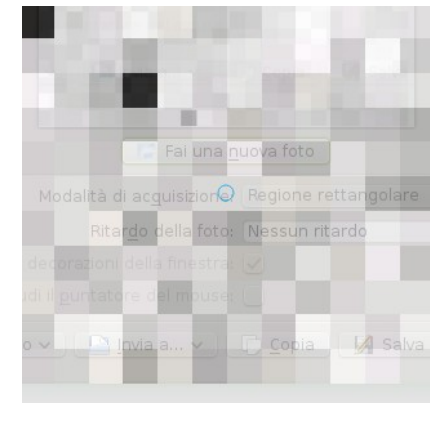 Fai una nuova foto
Modalità di acquisizione: Regione rettangolare
Ritardo della foto: Nessun ritardo
decorazioni della finestra:
il puntatore del mouse:
Invia a... Copia Salva